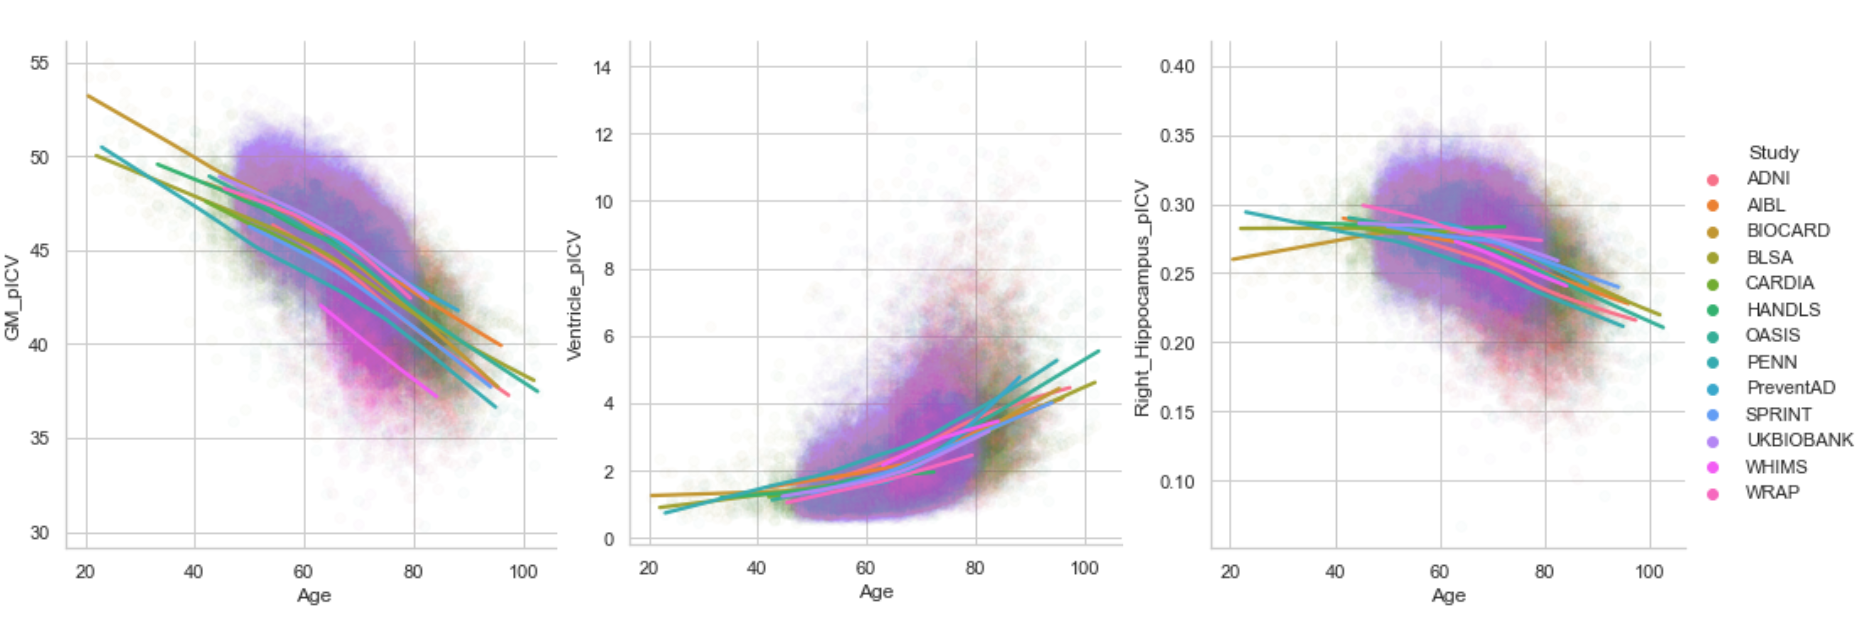 GM_pICV
55
50
45
40
35
30
20 40 60 80 100
Age
Ventricle_pICV
14
12
10
8
6
4
2
0
20 40 60 80 100
Age
Right_Hippocampus_pICV
0.40
0.35
0.30
0.25
0.20
0.15
0.10
20 40 60 80 100
Age
Study
ADNI
AIBL
BIOCARD
BLSA
CARDIA
HANDLS
OASIS
PENN
PreventAD
SPRINT
UKBIOBANK
WHIMS
WRAP